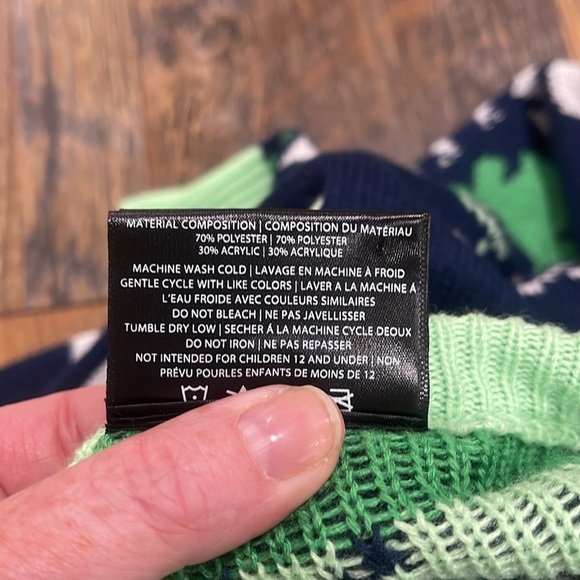 MATERIAL COMPOSITION | COMPOSITION DU MATÉRIAU
70% POLYESTER | 70% POLYESTER
30% ACRYLIC | 30% ACRYLIQUE
MACHINE WASH COLD | LAVAGE EN MACHINE À FROID
GENTLE CYCLE WITH LIKE COLORS | LAVER A LA MACHINE À
L'EAU FROIDE AVEC COULEURS SIMILAIRES
DO NOT BLEACH | NE PAS JAVELLISER
TUMBLE DRY LOW | SECHER Á LA MACHINE CYCLE DEOUX
DO NOT IRON | NE PAS REPASSER
NOT INTENDED FOR CHILDREN 12 AND UNDER | NON
PRÉVU POURLES ENFANTS DE MOINS DE 12